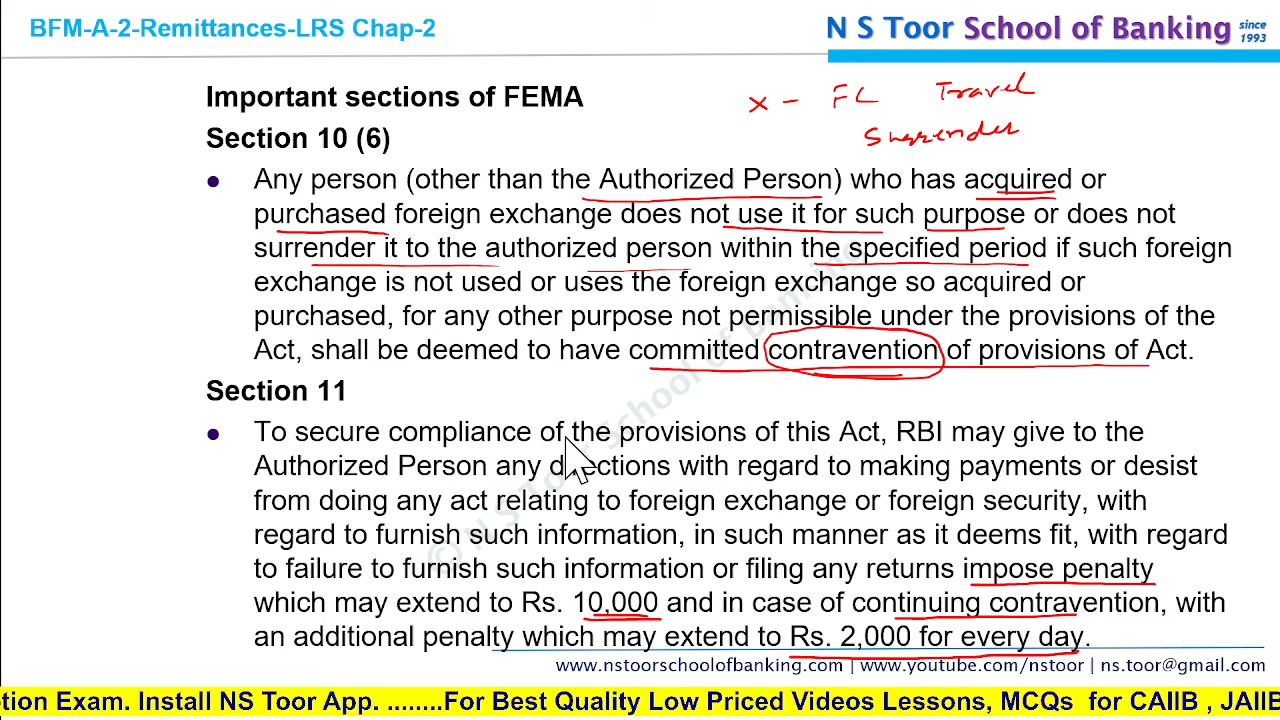 BFM-A-2-Remittances-LRS Chap-2
N S Toor School of Banking since 1993
Important sections of FEMA
x - FC Travel
Surrender
Section 10 (6)
• Any person (other than the Authorized Person) who has acquired or
purchased foreign exchange does not use it for such purpose or does not
surrender it to the authorized person within the specified period if such foreign
exchange is not used or uses the foreign exchange so acquired or
purchased, for any other purpose not permissible under the provisions of the
Act, shall be deemed to have committed contravention of provisions of Act.
Section 11
• To secure compliance of the provisions of this Act, RBI may give to the
Authorized Person any directions with regard to making payments or desist
from doing any act relating to foreign exchange or foreign security, with
regard to furnish such information, in such manner as it deems fit, with regard
to failure to furnish such information or filing any returns impose penalty
which may extend to Rs. 10,000 and in case of continuing contravention, with
an additional penalty which may extend to Rs. 2,000 for every day.
© N S Toor School of Banking
www.nstoorschoolofbanking.com | www.youtube.com/nstoor | ns.toor@gmail.com
otion Exam. Install NS Toor App. ........For Best Quality Low Priced Videos Lessons, MCQs for CAIIB , JAIIB